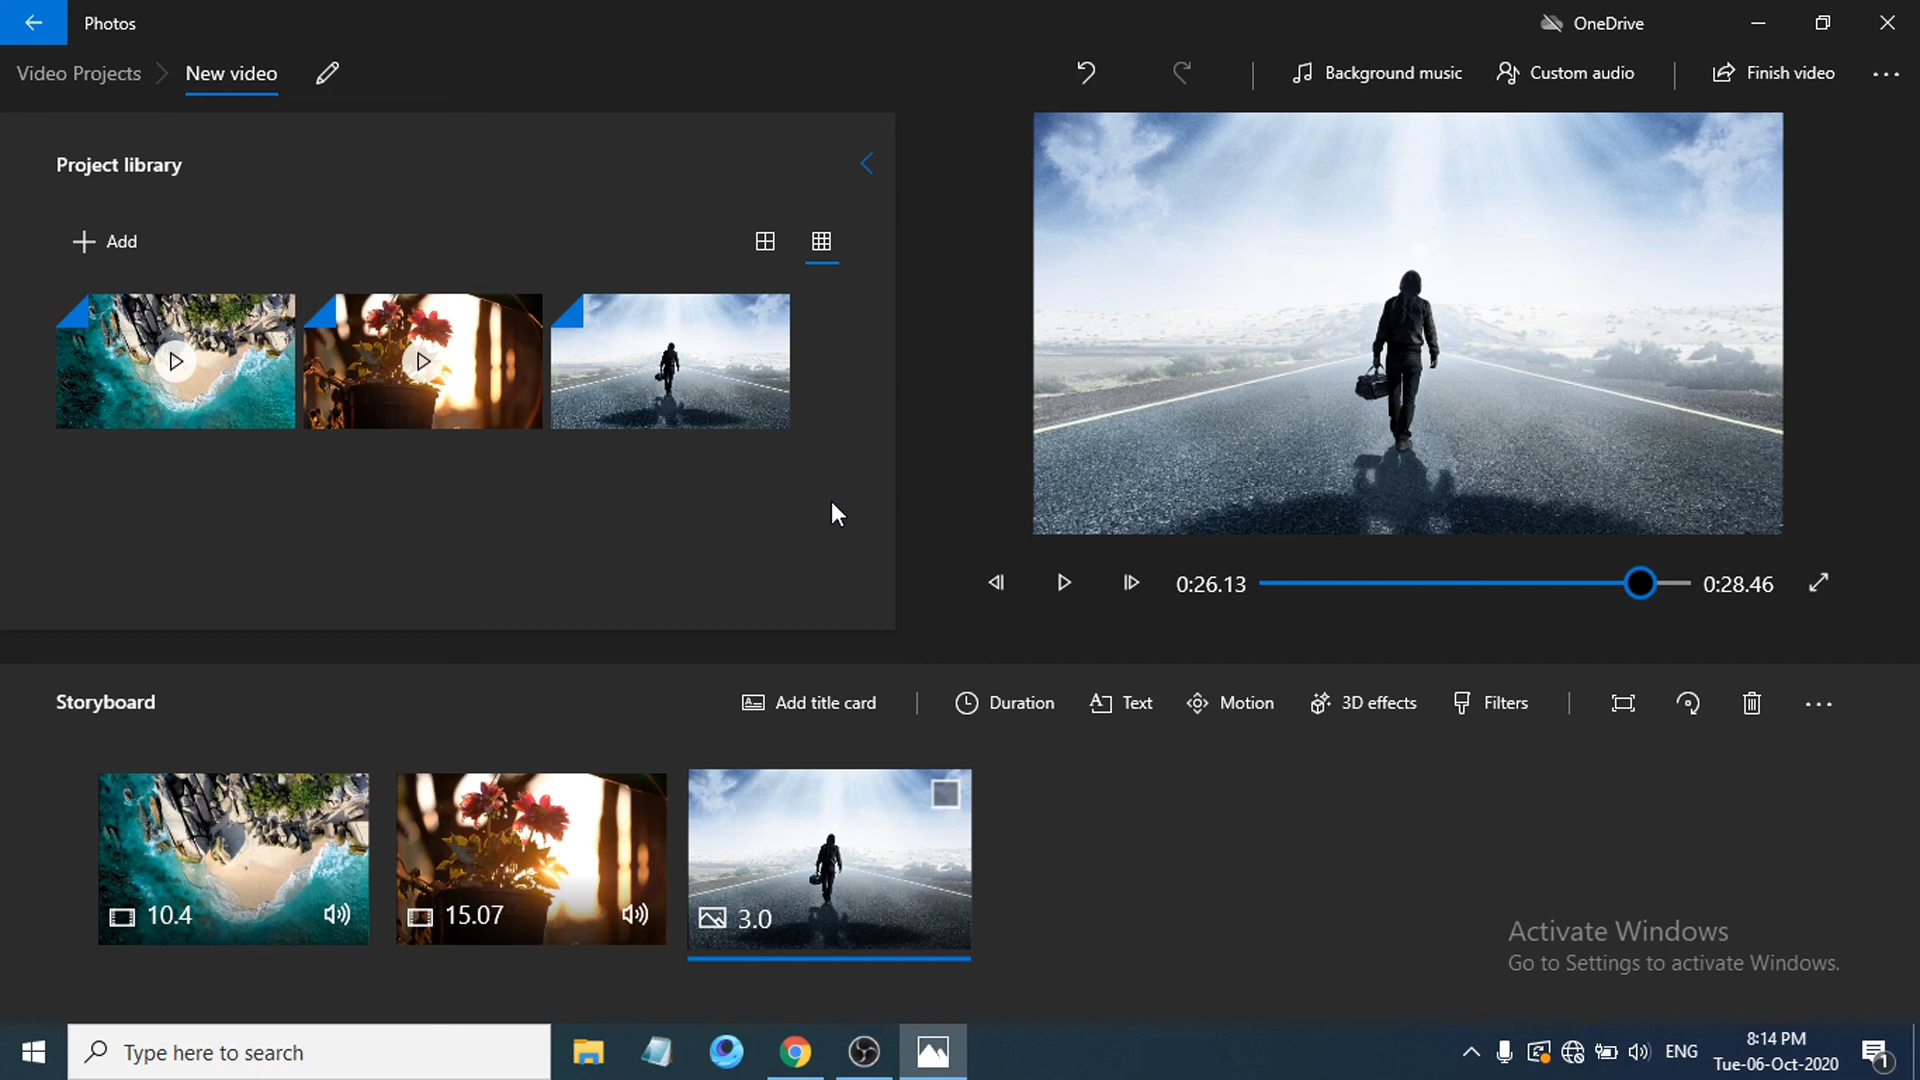 Photos
OneDrive
Video Projects
New video
Background music
Custom audio
Finish video
Project library
Add
0:26.13
0:28.46
Storyboard
Add title card
Duration
Text
Motion
3D effects
Filters
10.4
15.07
3.0
Activate Windows
Go to Settings to activate Windows.
Type here to search
ENG
8:14 PM
Tue-06-Oct-2020
1